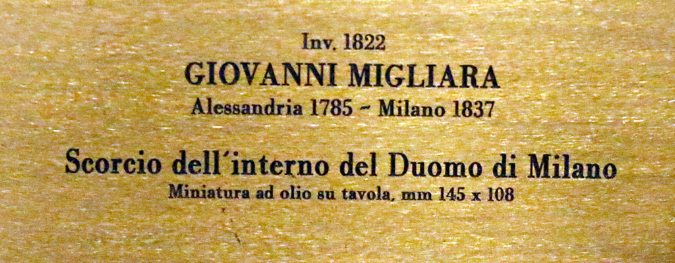 Inv. 1822
GIOVANNI MIGLIARA
Alessandria 1785 ~ Milano 1837
Scorcio dell'interno del Duomo di Milano
Miniatura ad olio su tavola, mm 145 x 108